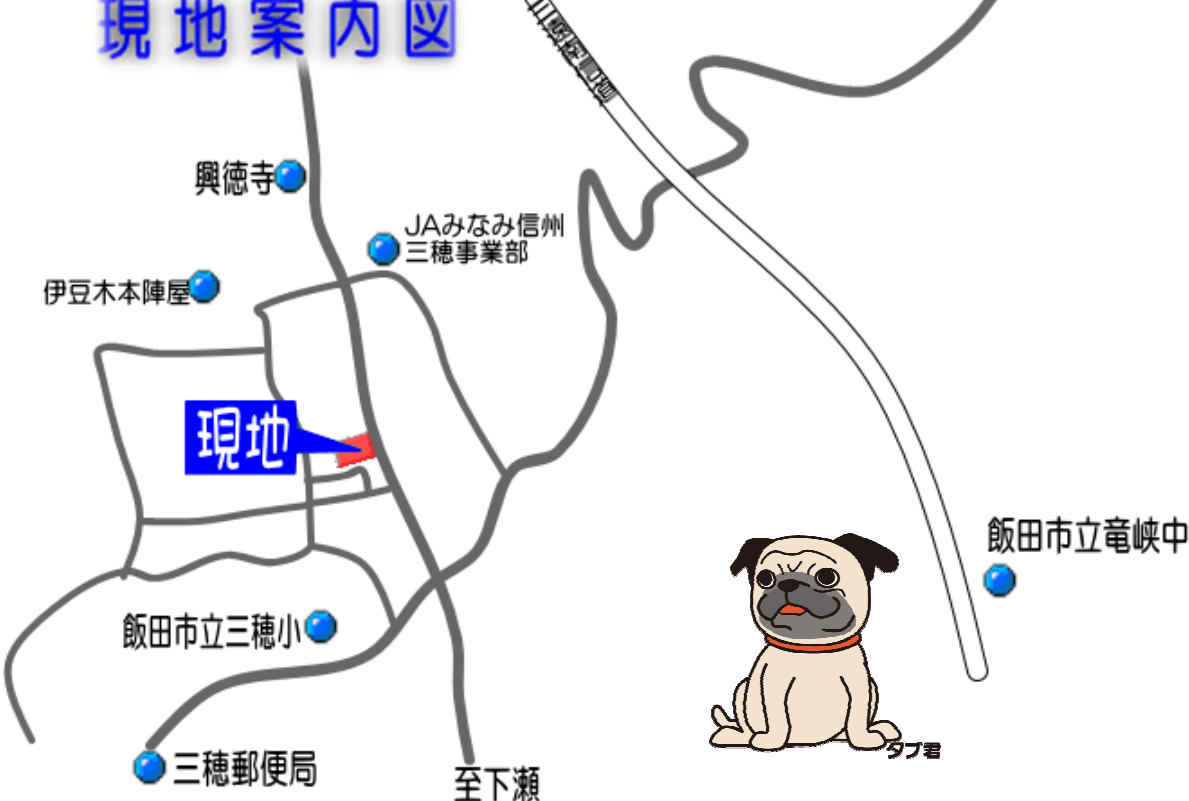 現地案内図
興徳寺
JAみなみ信州
三穂事業部
伊豆木本陣屋
現地
飯田市立竜峡中
飯田市立三穂小
タブ君
三穂郵便局
至下瀬